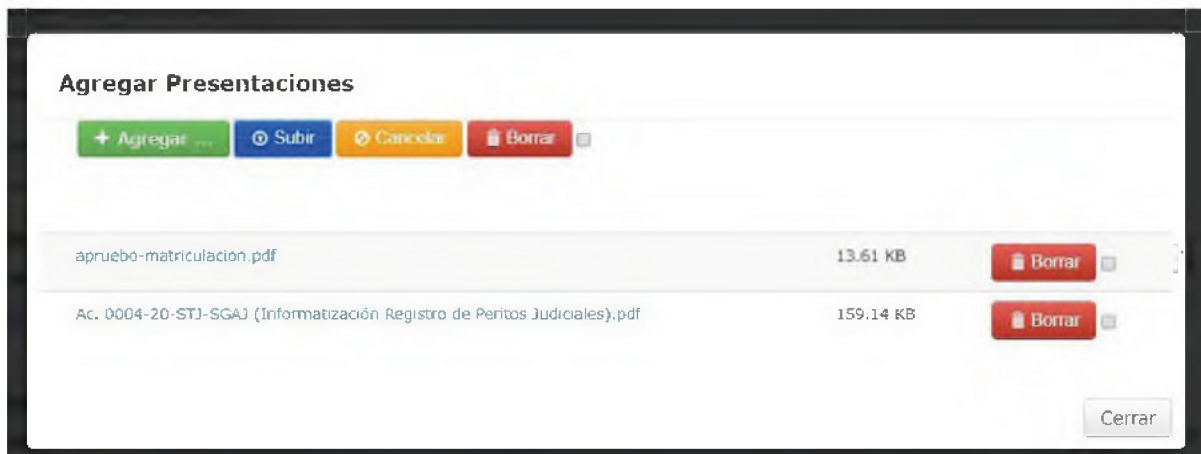 Agregar Presentaciones
+ Agregar ... Subir Cancelar Borrar
apruebo-matriculacion.pdf 13.61 KB Borrar
Ac. 0004-20-STJ-SGAJ (Informatización Registro de Peritos Judiciales).pdf 159.14 KB Borrar
Cerrar